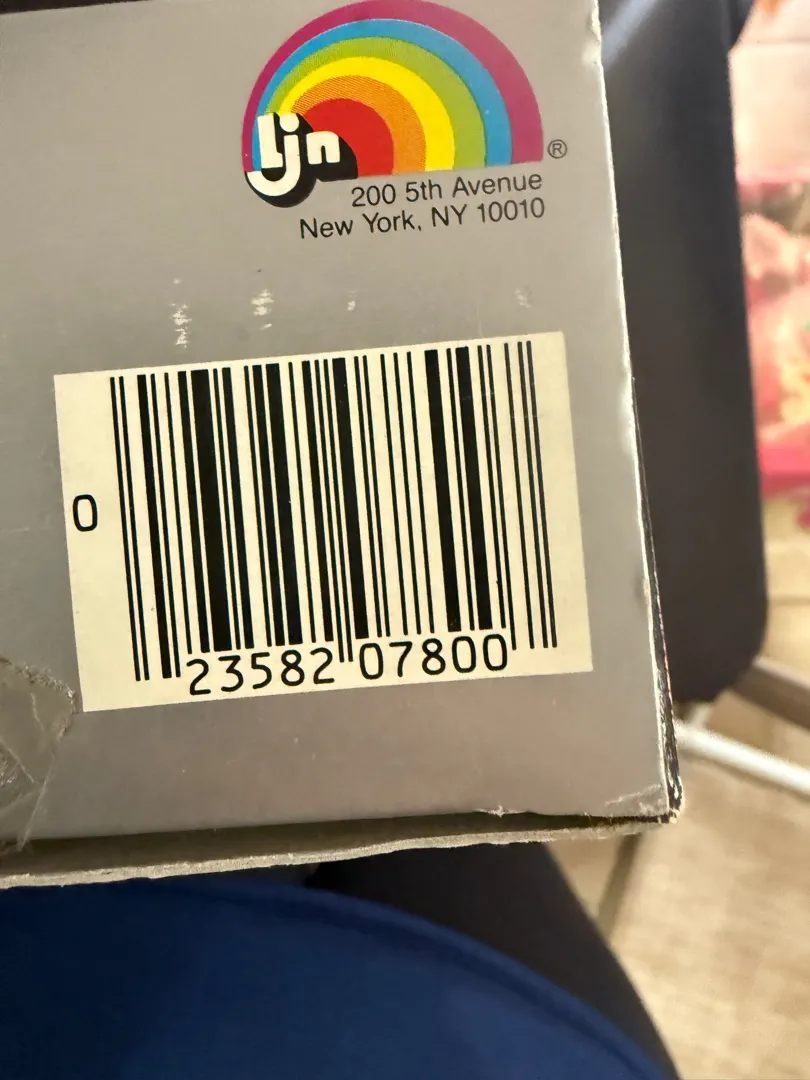 Ljn ®
200 5th Avenue
New York, NY 10010
0 23582 07800